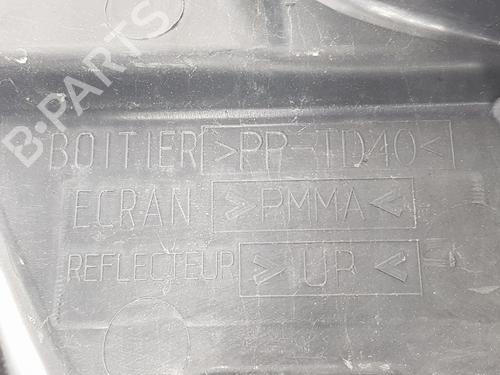 B-PARTS
BOITIER >PP-TD40<
ECRAN >PMMA<
REFLECTEUR >UP<